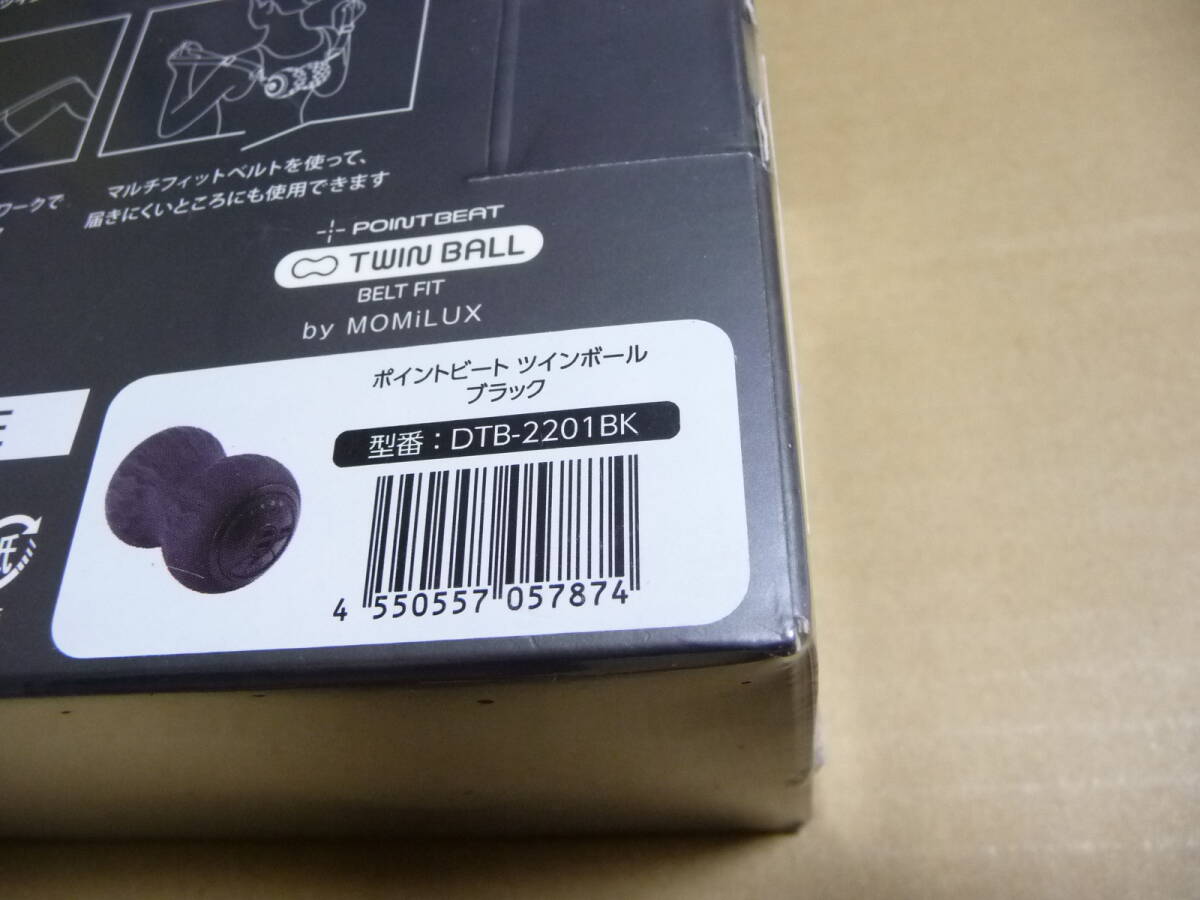 マルチフィットベルトを使って、
届きにくいところにも使用できます
ワークで
POINTBEAT
TWIN BALL
BELT FIT
by MOMiLUX
ポイントビート ツインボール
ブラック
型番：DTB-2201BK
4 550557 057874
紙